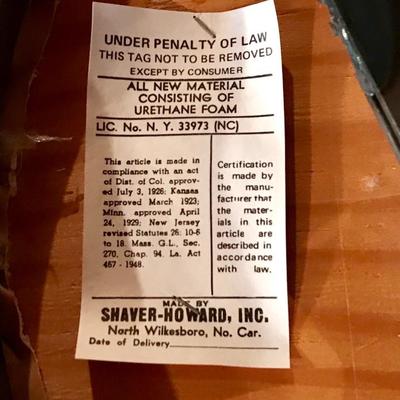 UNDER PENALTY OF LAW
THIS TAG NOT TO BE REMOVED
EXCEPT BY CONSUMER
ALL NEW MATERIAL
CONSISTING OF
URETHANE FOAM
LIC. No. N. Y. 33973 (NC)
This article is made in
compliance with an act
of Dist. of Col. approv-
ed July 3, 1926; Kansas
approved March 1923;
Minn. approved April
24, 1929; New Jersey
revised Statutes 26: 10-6
to 18. Mass. G.L., Sec.
270, Chap. 94. La. Act
467 - 1948.
Certification
is made by
the manu-
facturer that
the mater-
ials in this
article are
described in
accordance
with law.
MADE BY
SHAVER-HOWARD, INC.
North Wilkesboro, No. Car.
Date of Delivery